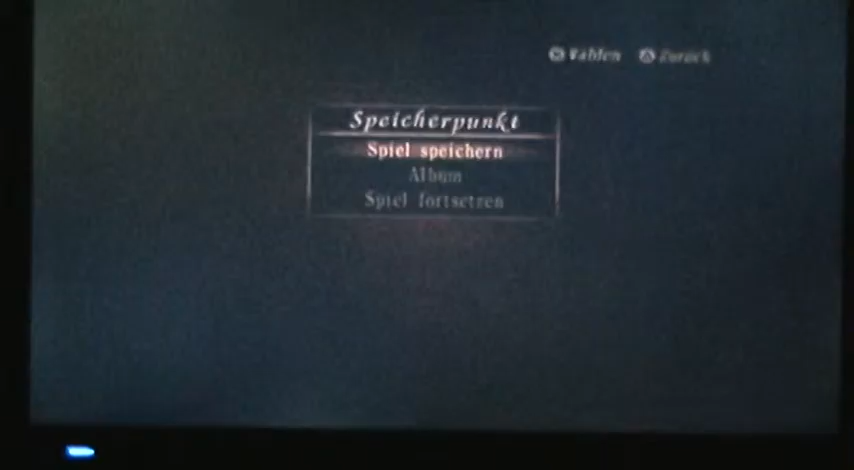 Wählen Zurück
Speicherpunkt
Spiel speichern
Album
Spiel fortsetzen